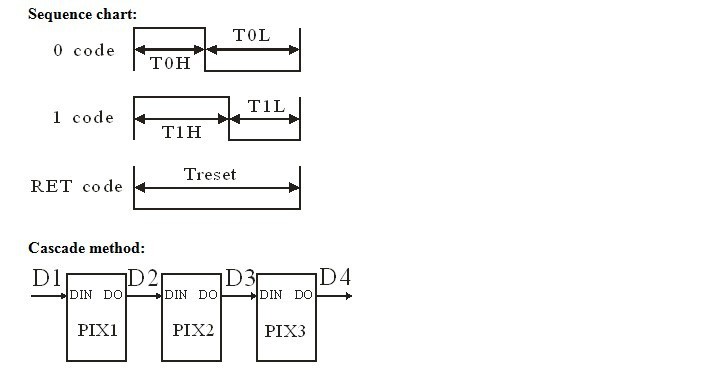 Sequence chart:
0 code
T0H
T0L
1 code
T1H
T1L
RET code
Treset
Cascade method:
D1 D2 D3 D4
DIN DO DIN DO DIN DO
PIX1 PIX2 PIX3